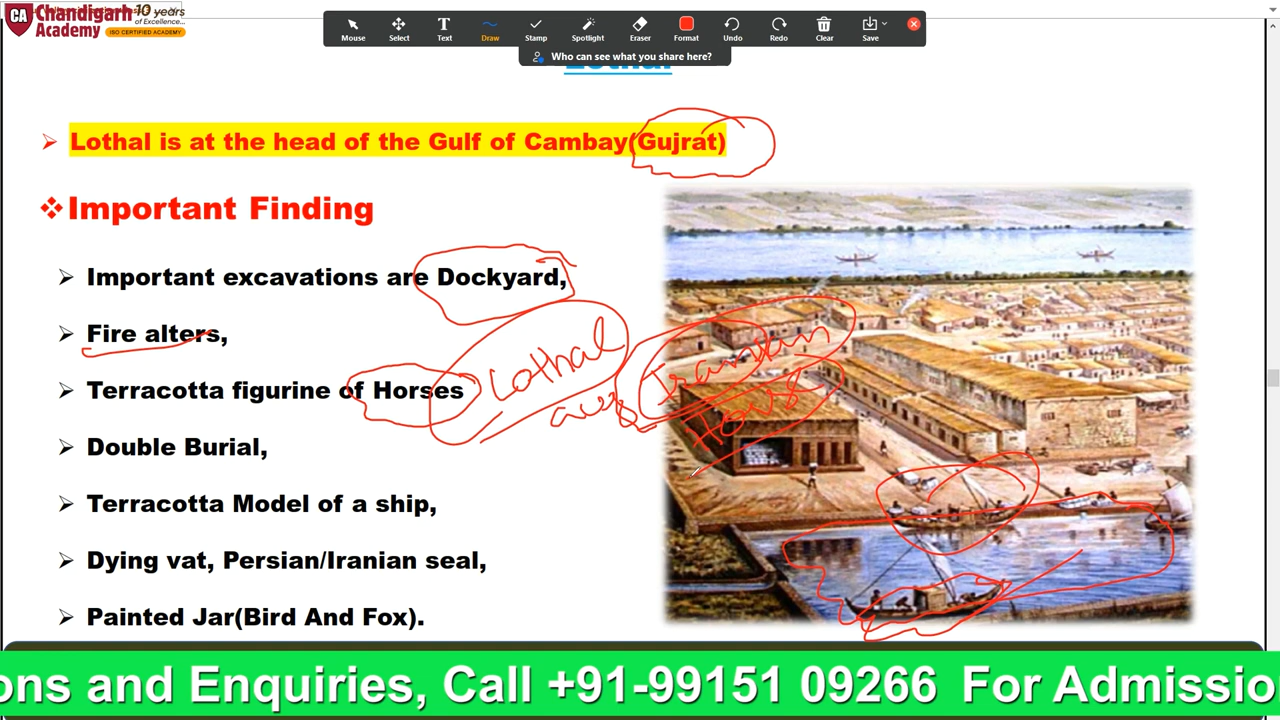 CA Chandigarh Academy
10 years of Excellence...
ISO CERTIFIED ACADEMY
Mouse Select Text Draw Stamp Spotlight Eraser Format Undo Redo Clear Save
Who can see what you share here?
Lothal
Lothal is at the head of the Gulf of Cambay(Gujrat)
Important Finding
Important excavations are Dockyard,
Fire alters,
Terracotta figurine of Horses
Lothal
Double Burial,
Terracotta Model of a ship,
Dying vat, Persian/Iranian seal,
Painted Jar(Bird And Fox).
ons and Enquiries, Call +91-99151 09266 For Admissio